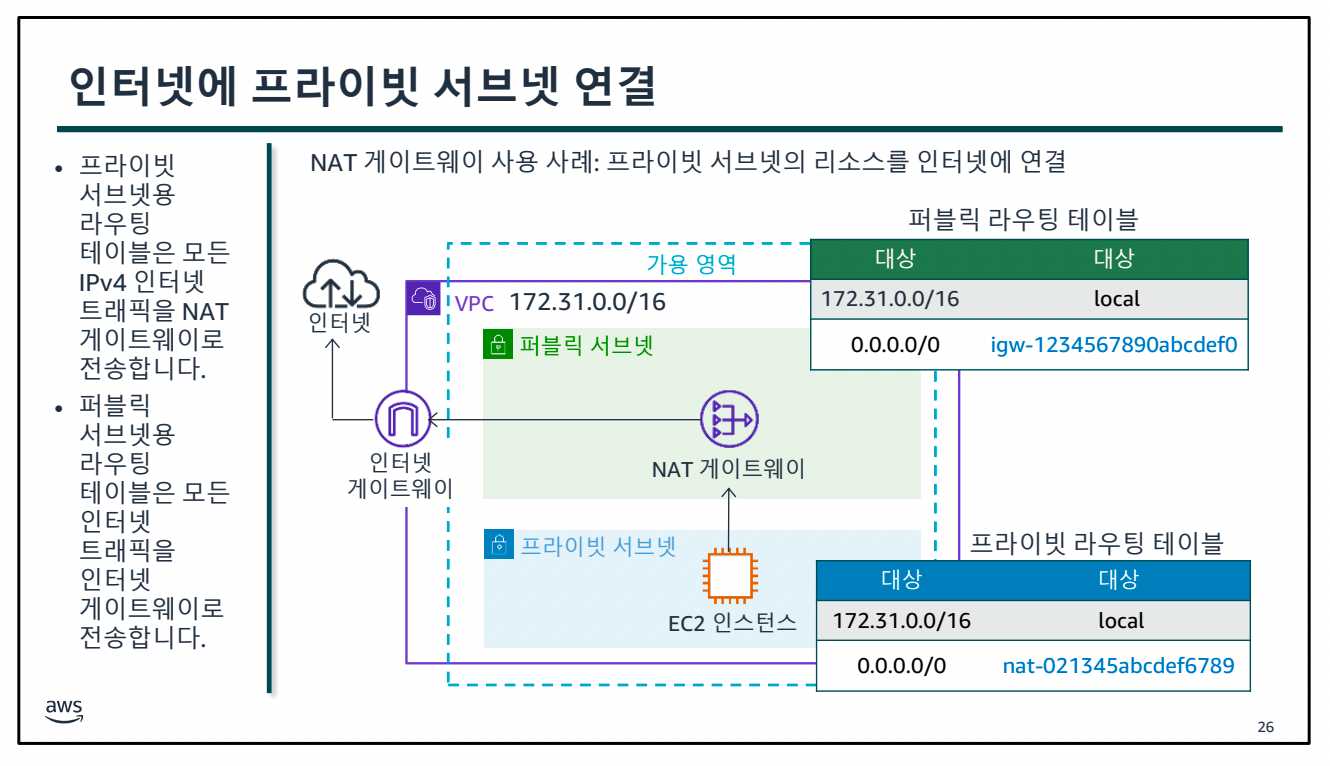 인터넷에 프라이빗 서브넷 연결
• 프라이빗
서브넷용
라우팅
테이블은 모든
IPv4 인터넷
트래픽을 NAT
게이트웨이로
전송합니다.
• 퍼블릭
서브넷용
라우팅
테이블은 모든
인터넷
트래픽을
인터넷
게이트웨이로
전송합니다.
NAT 게이트웨이 사용 사례: 프라이빗 서브넷의 리소스를 인터넷에 연결
퍼블릭 라우팅 테이블
대상 대상
172.31.0.0/16 local
0.0.0.0/0 igw-1234567890abcdef0
가용 영역
인터넷
VPC 172.31.0.0/16
퍼블릭 서브넷
인터넷
게이트웨이
NAT 게이트웨이
프라이빗 서브넷
EC2 인스턴스
프라이빗 라우팅 테이블
대상 대상
172.31.0.0/16 local
0.0.0.0/0 nat-021345abcdef6789
aws
26